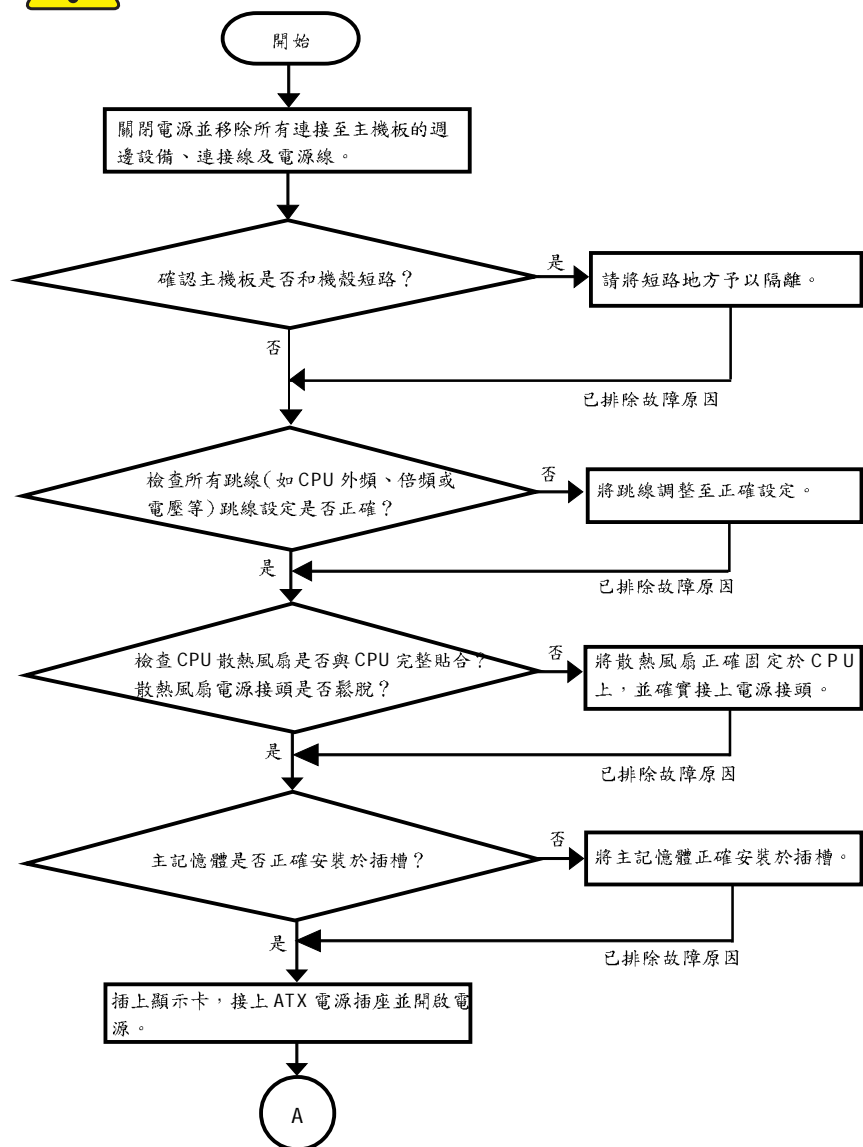 開始
關閉電源並移除所有連接至主機板的週
邊設備、連接線及電源線。
確認主機板是否和機殼短路？
是
請將短路地方予以隔離。
否
已排除故障原因
檢查所有跳線(如 CPU 外頻、倍頻或
電壓等)跳線設定是否正確？
否
將跳線調整至正確設定。
是
已排除故障原因
檢查 CPU 散熱風扇是否與 CPU 完整貼合？
散熱風扇電源接頭是否鬆脫？
否
將散熱風扇正確固定於 CPU
上，並確實接上電源接頭。
是
已排除故障原因
主記憶體是否正確安裝於插槽？
否
將主記憶體正確安裝於插槽。
是
已排除故障原因
插上顯示卡，接上 ATX 電源插座並開啟電
源。
A